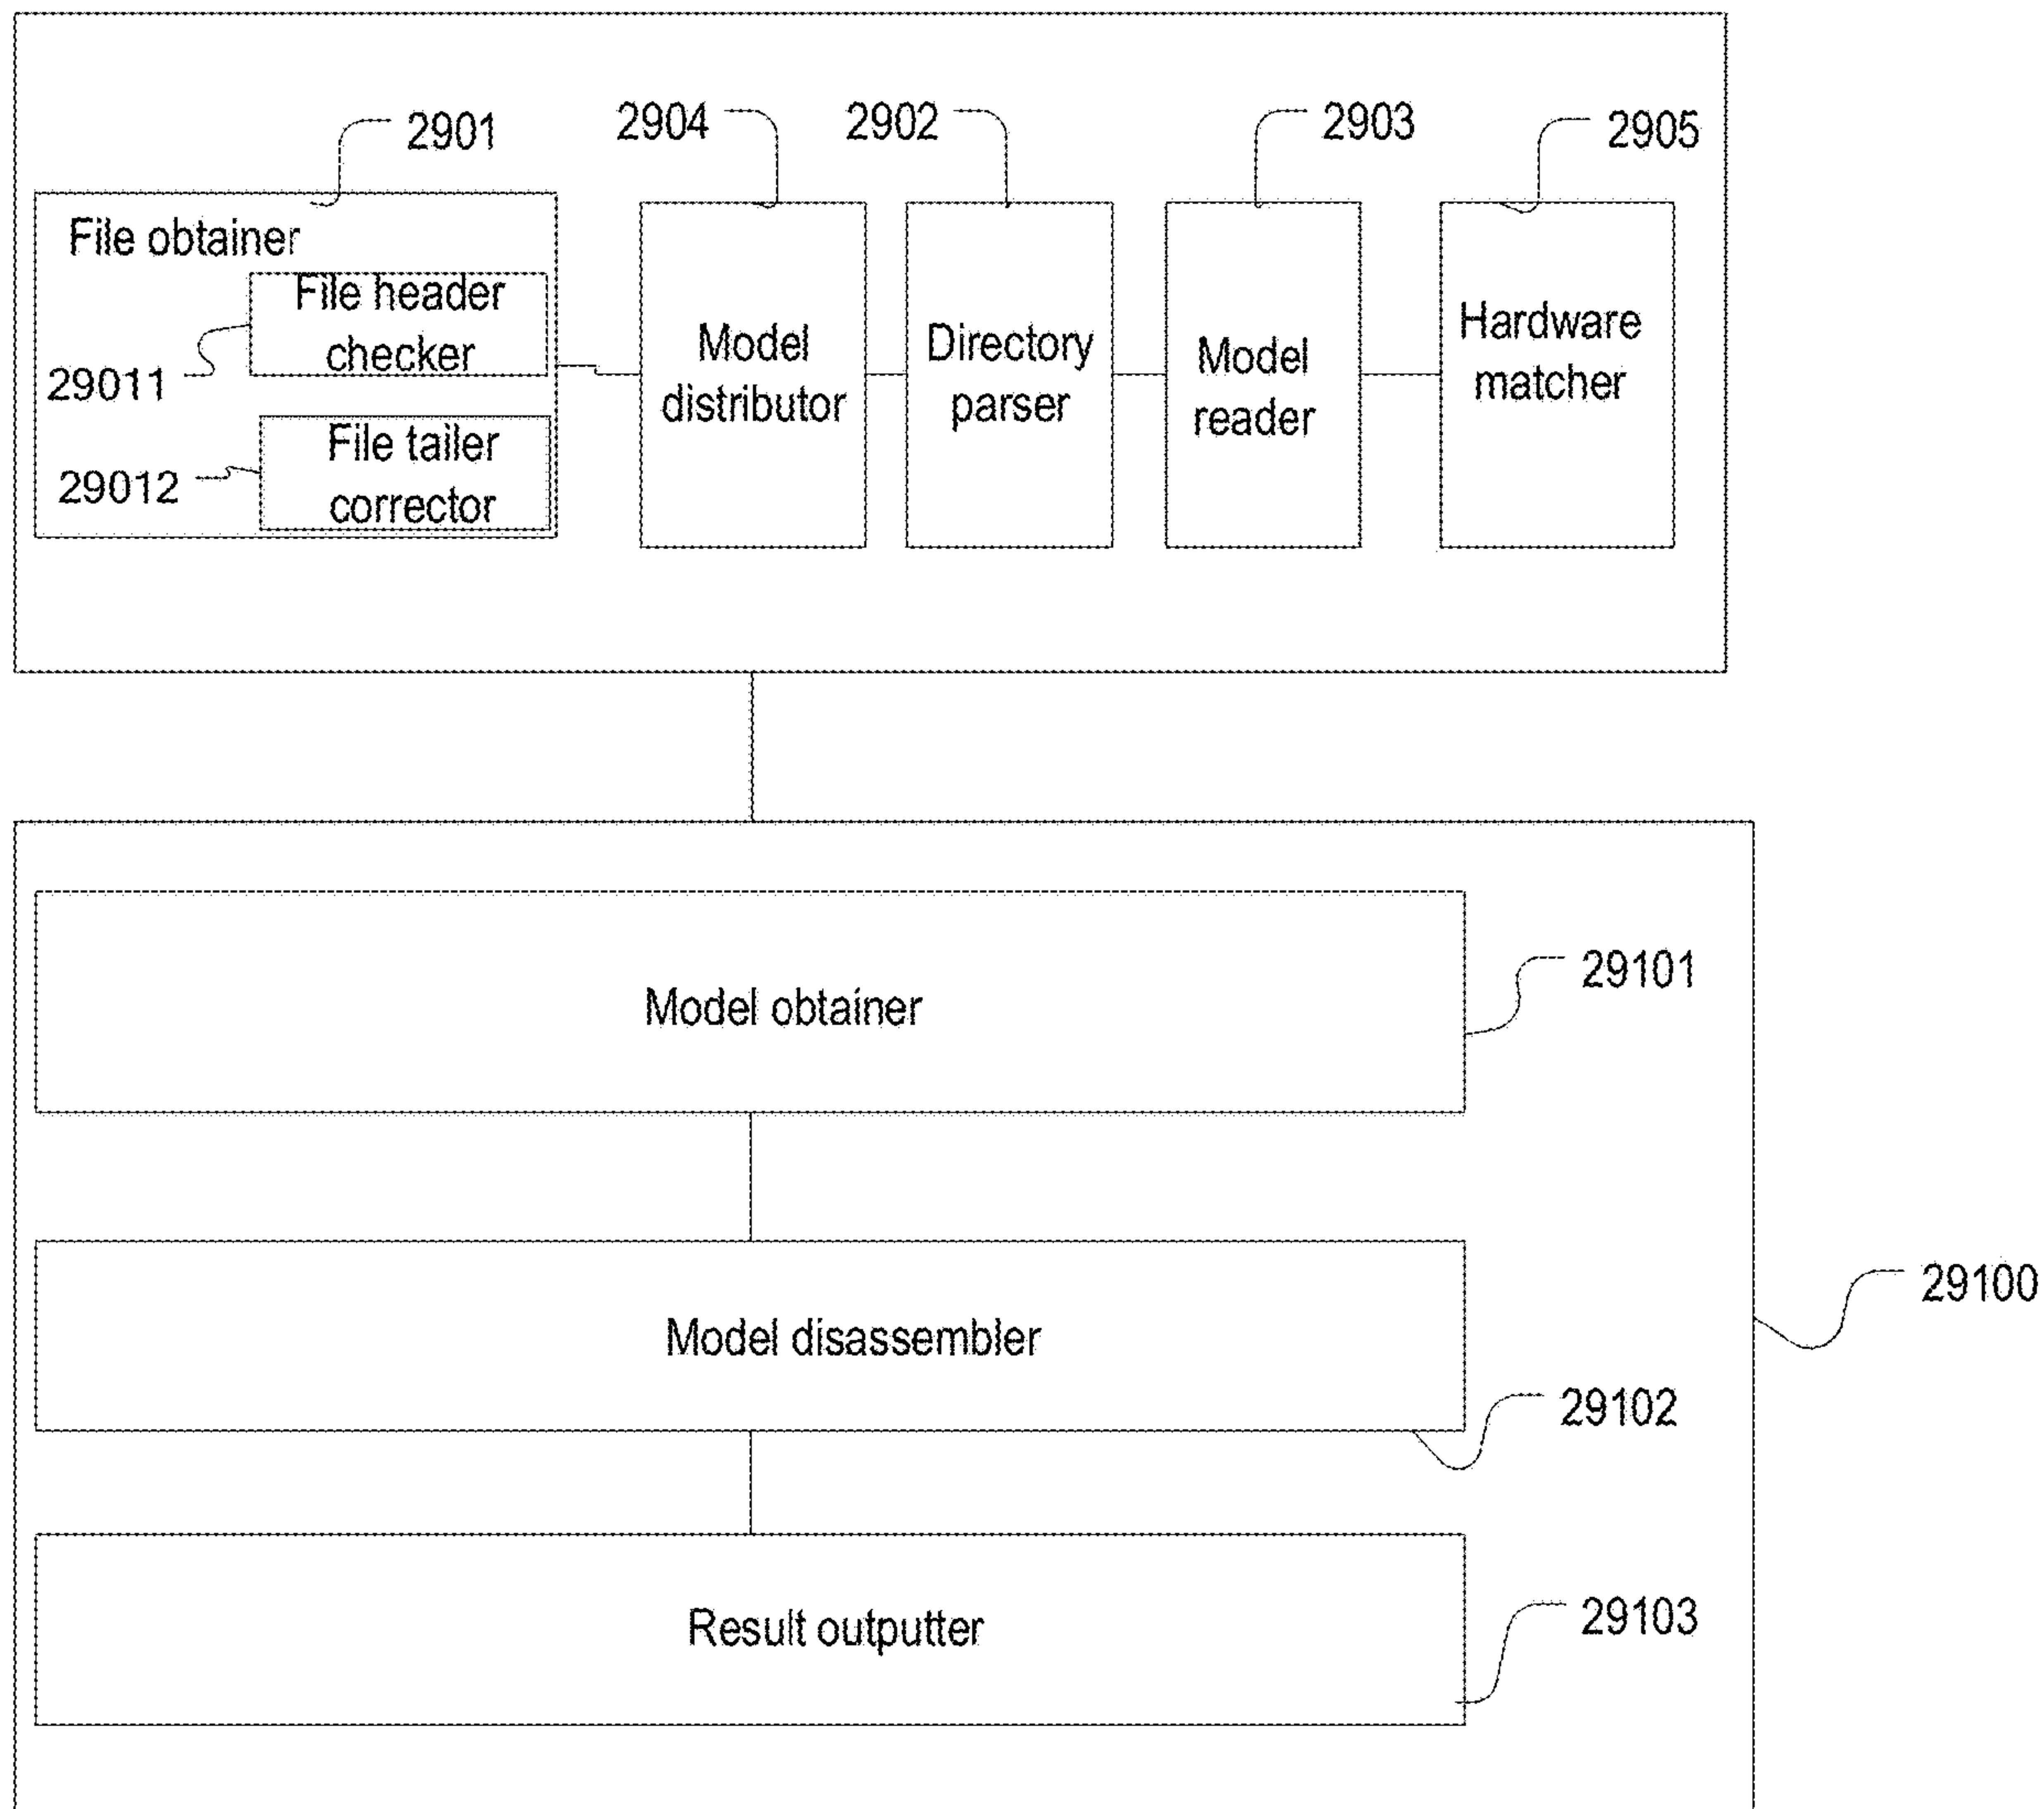 2901
2904
2902
2903
2905
File obtainer
File header
checker
29011
File tailer
corrector
29012
Model
distributor
Directory
parser
Model
reader
Hardware
matcher
Model obtainer
29101
Model disassembler
29102
29100
Result outputter
29103